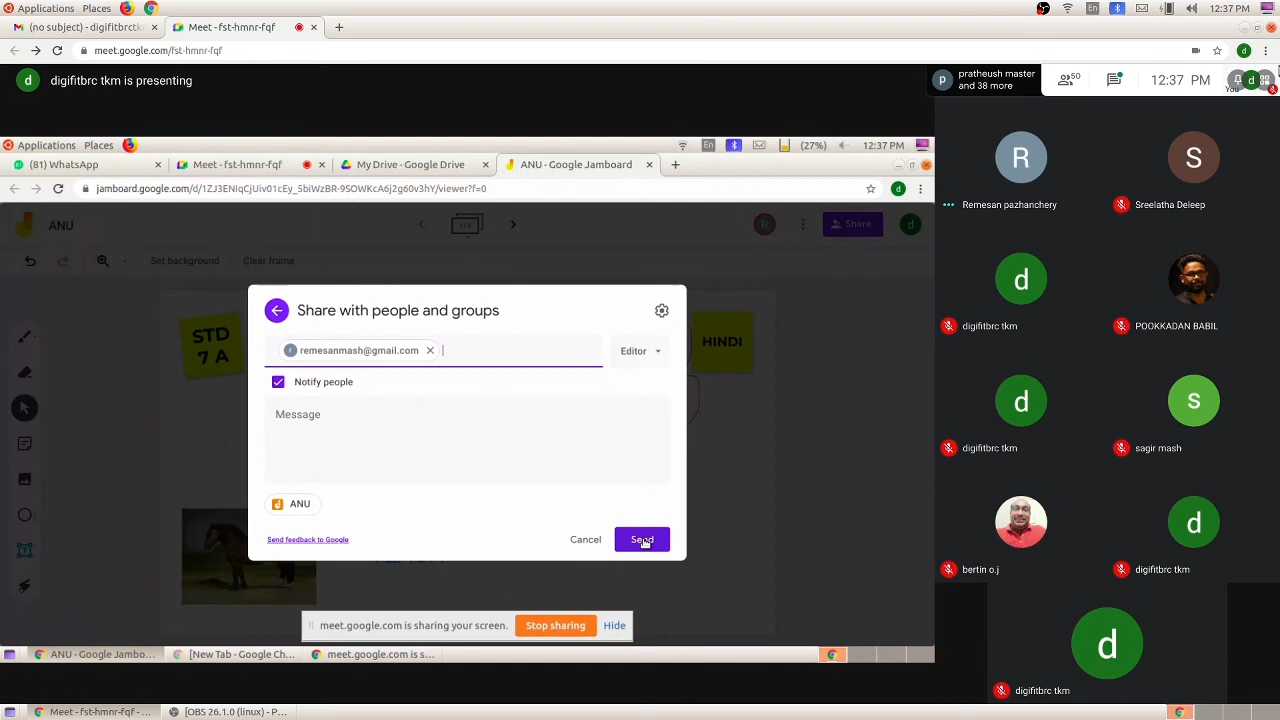 Applications Places En 12:37 PM
(no subject) - digifitbrctk Meet - fst-hmnr-fqf
meet.google.com/fst-hmnr-fqf d
d digifitbrc tkm is presenting
p pratheush master and 38 more 50 12:37 PM You d
Applications Places En (27%) 12:37 PM
(81) WhatsApp Meet - fst-hmnr-fqf My Drive - Google Drive ANU - Google Jamboard
jamboard.google.com/d/1ZJ3ENIqCjUiv01cEy_5biWzBR-9SOWKcA6j2g60v3hY/viewer?f=0 d
ANU R Share d
Set background Clear frame
STD
7 A
HINDI
Share with people and groups
r remesanmash@gmail.com Editor
Notify people
Message
ANU
Send feedback to Google Cancel Send
meet.google.com is sharing your screen. Stop sharing Hide
ANU - Google Jambo... [New Tab - Google Ch... meet.google.com is s...
R S
Remesan pazhanchery Sreelatha Deleep
d
digifitbrc tkm POOKKADAN BABIL
d s
digifitbrc tkm sagir mash
d
bertin o.j digifitbrc tkm
d
digifitbrc tkm
Meet - fst-hmnr-fqf - ... [OBS 26.1.0 (linux) - P...